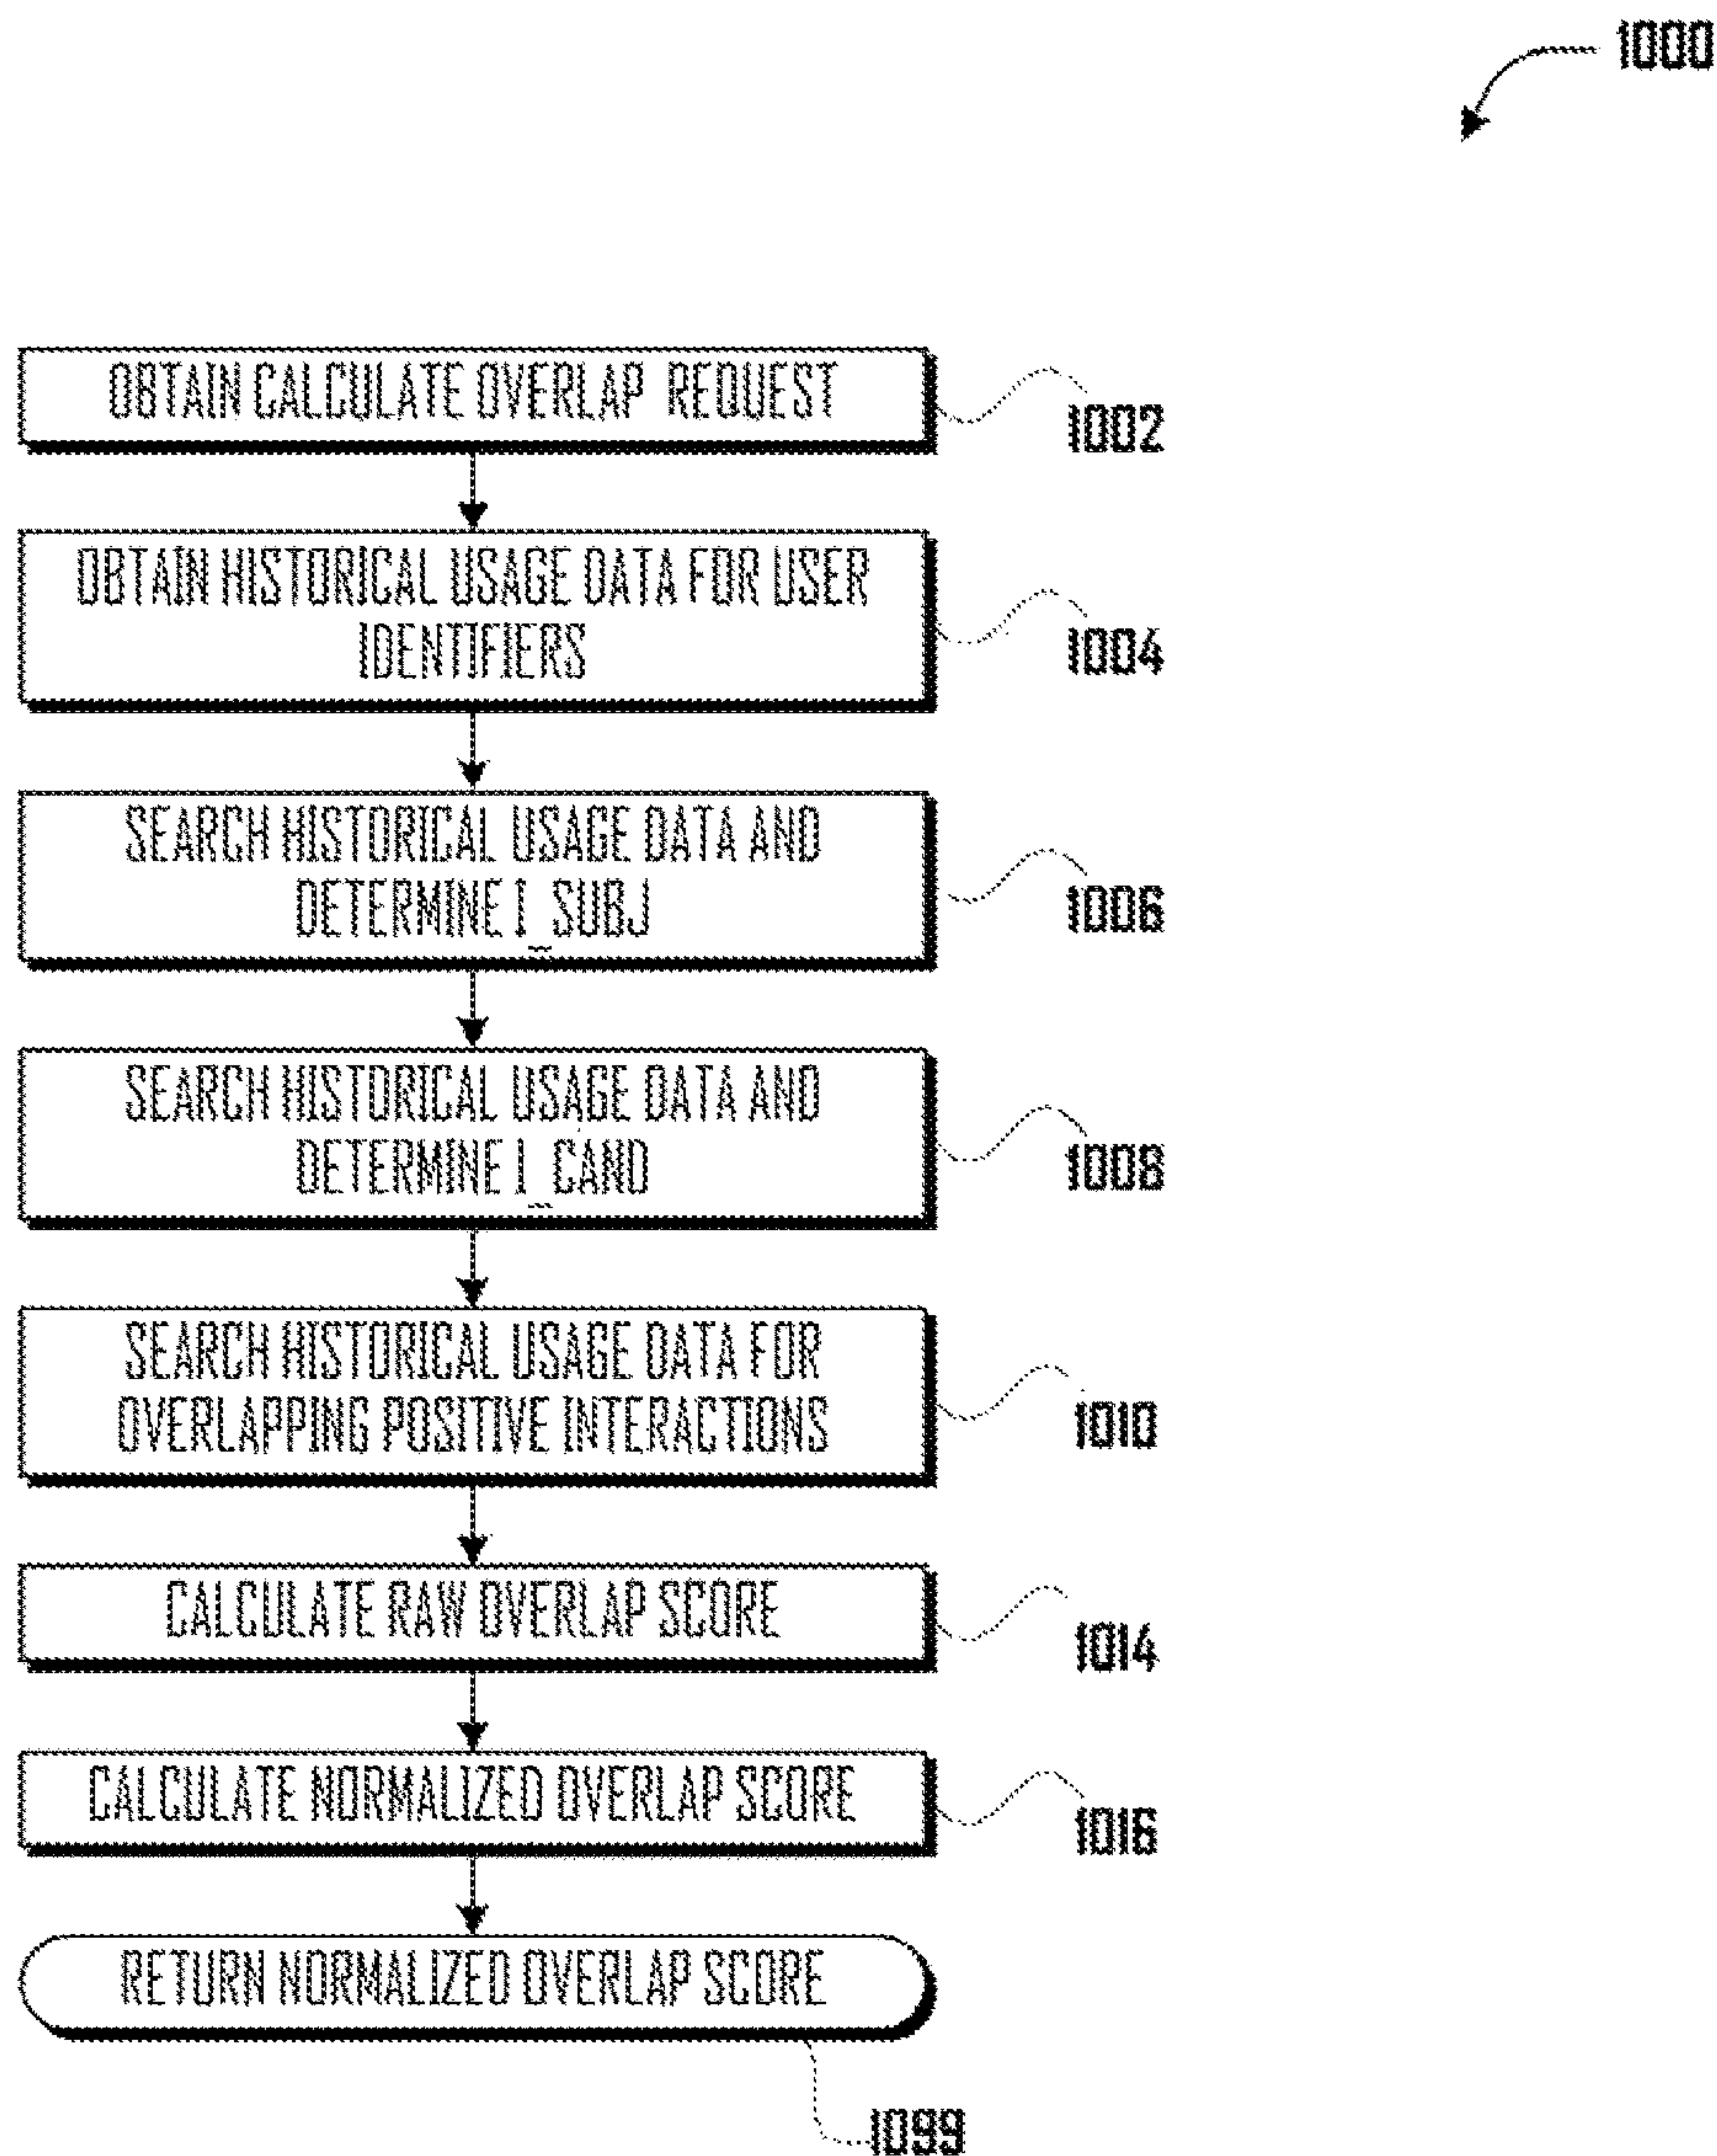 1000
OBTAIN CALCULATE OVERLAP REQUEST
1002
OBTAIN HISTORICAL USAGE DATA FOR USER
IDENTIFIERS
1004
SEARCH HISTORICAL USAGE DATA AND
DETERMINE I_SUBJ
1006
SEARCH HISTORICAL USAGE DATA AND
DETERMINE I_CAND
1008
SEARCH HISTORICAL USAGE DATA FOR
OVERLAPPING POSITIVE INTERACTIONS
1010
CALCULATE RAW OVERLAP SCORE
1014
CALCULATE NORMALIZED OVERLAP SCORE
1016
RETURN NORMALIZED OVERLAP SCORE
1099